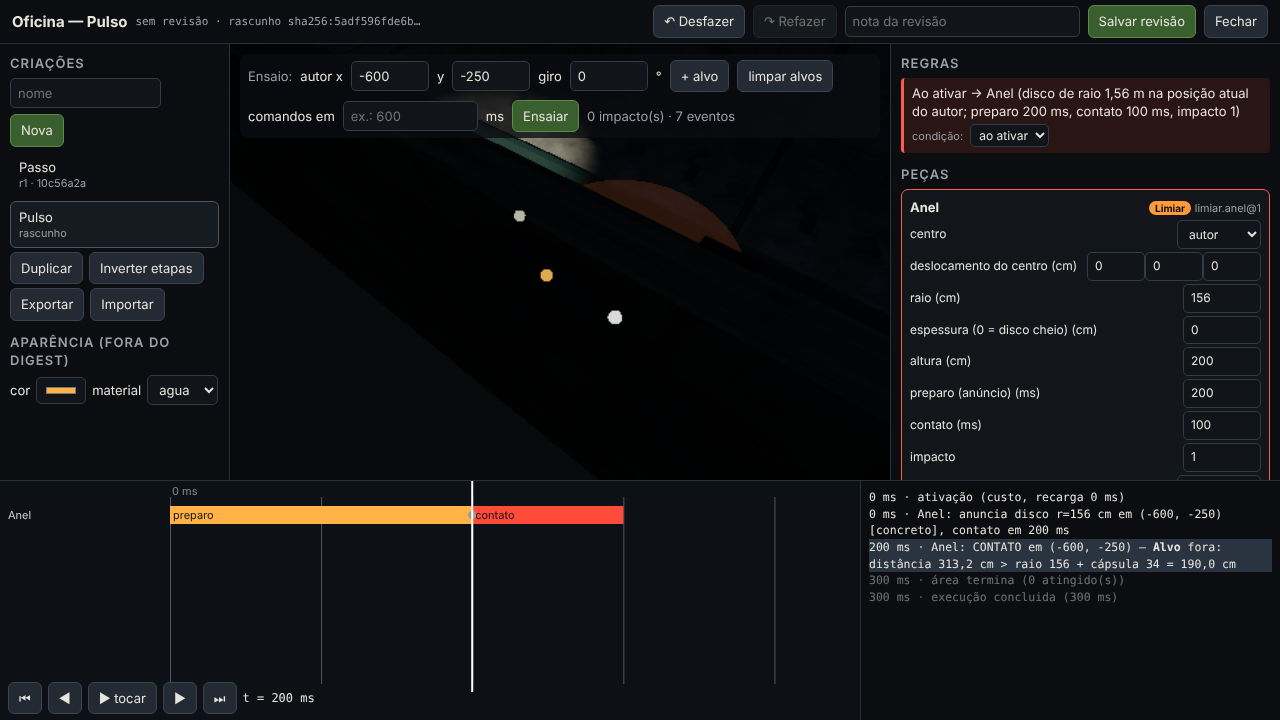 Oficina — Pulso sem revisão · rascunho sha256:5adf596fde6b… ↶ Desfazer ↷ Refazer nota da revisão Salvar revisão Fechar
CRIAÇÕES
nome
Nova
Passo
r1 · 10c56a2a
Pulso
rascunho
Duplicar Inverter etapas
Exportar Importar
APARÊNCIA (FORA DO
DIGEST)
cor material agua
Ensaio: autor x -600 y -250 giro 0 ° + alvo limpar alvos
comandos em ex.: 600 ms Ensaiar 0 impacto(s) · 7 eventos
REGRAS
Ao ativar → Anel (disco de raio 1,56 m na posição atual
do autor; preparo 200 ms, contato 100 ms, impacto 1)
condição: ao ativar
PEÇAS
Anel Limiar limiar.anel@1
centro autor
deslocamento do centro (cm) 0 0 0
raio (cm) 156
espessura (0 = disco cheio) (cm) 0
altura (cm) 200
preparo (anúncio) (ms) 200
contato (ms) 100
impacto 1
0 ms
Anel preparo contato
⏮ ◀ ▶ tocar ▶ ⏭ t = 200 ms
0 ms · ativação (custo, recarga 0 ms)
0 ms · Anel: anuncia disco r=156 cm em (-600, -250)
[concreto], contato em 200 ms
200 ms · Anel: CONTATO em (-600, -250) — Alvo fora:
distância 313,2 cm > raio 156 + cápsula 34 = 190,0 cm
300 ms · área termina (0 atingido(s))
300 ms · execução concluida (300 ms)